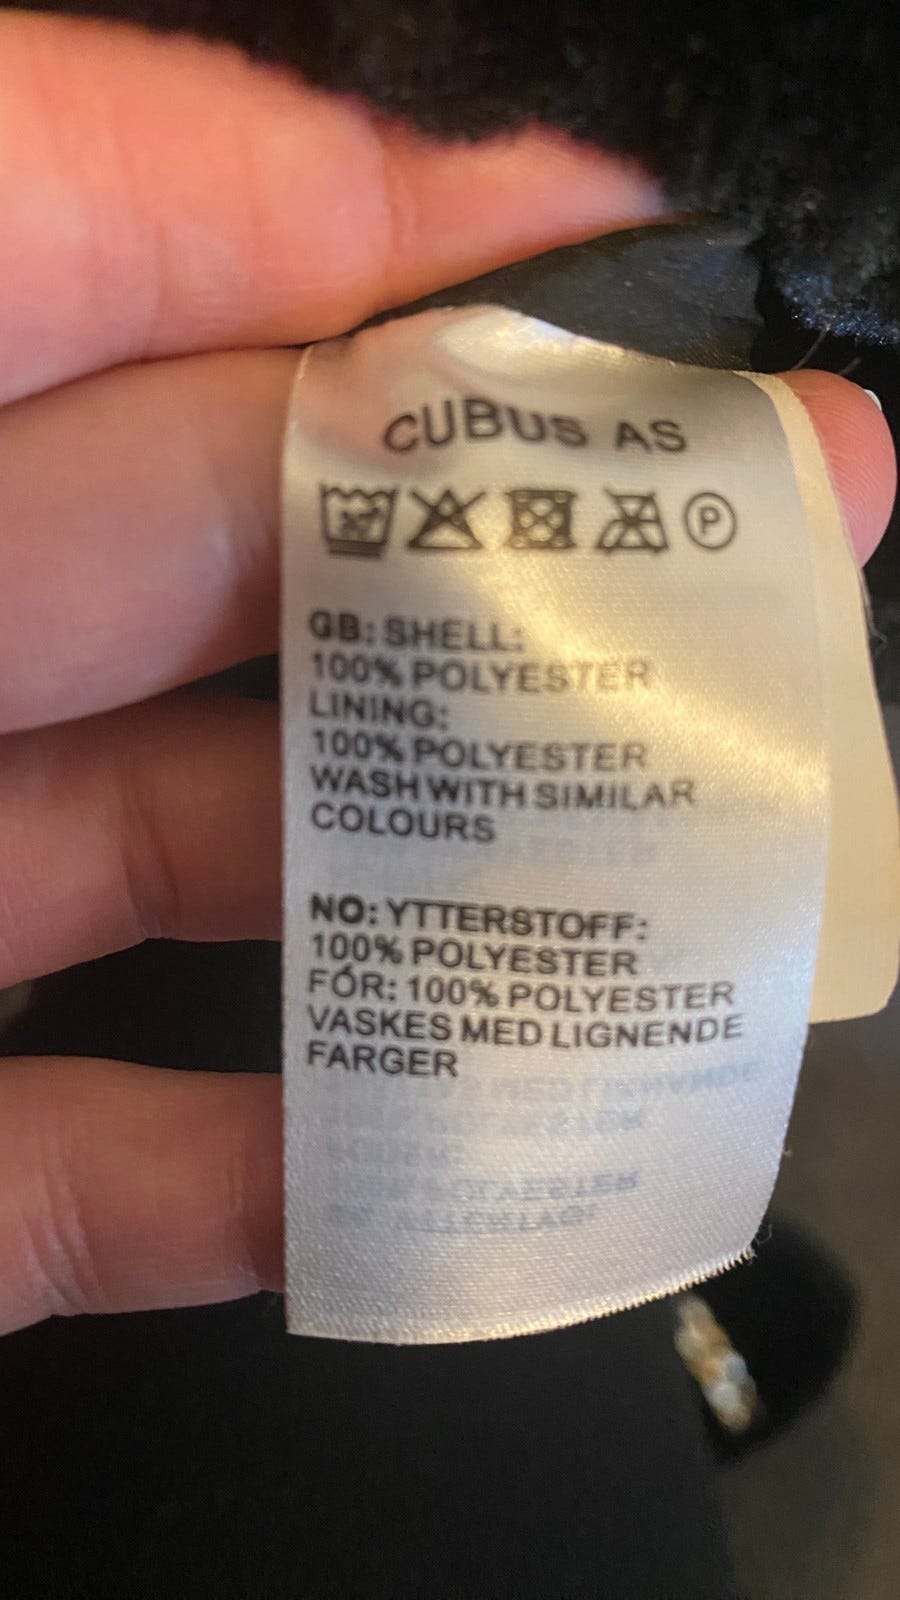 CUBUS AS
30°
P
GB: SHELL:
100% POLYESTER
LINING:
100% POLYESTER
WASH WITH SIMILAR
COLOURS
NO: YTTERSTOFF:
100% POLYESTER
FÓR: 100% POLYESTER
VASKES MED LIGNENDE
FARGER